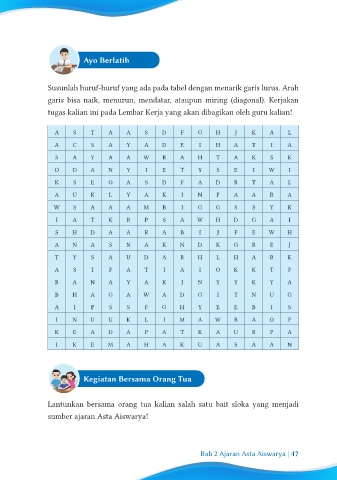 Ayo Berlatih
Susunlah huruf-huruf yang ada pada tabel dengan menarik garis lurus. Arah
garis bisa naik, menurun, mendatar, ataupun miring (diagonal). Kerjakan
tugas kalian ini pada Lembar Kerja yang akan dibagikan oleh guru kalian!
A S T A A S D F G H J K A L
A C S A Y A D E I H A T I A
S A Y A A W R A H T A K S K
O D A N Y I E T Y S E I W I
K S E G A S D F A D R T A L
A U K L Y A K I N P A A B A
W S A A A M B I G G S S Y K
I A T K B P S A W H D G A I
S H D A A R A B I J F E W H
A N A S N A K N D K G R E J
T Y S A U D A R H L H A B K
A S I F A T I A I O K K T F
B A N A Y A K J N Y Y K Y A
B H A G A W A D G I T N U G
A I P S S F G H Y E E B I S
I N U U K L I M A W R A O F
K E A D A P A T K A U R P A
I K E M A H A K U A S A A N
Kegiatan Bersama Orang Tua
Lantunkan bersama orang tua kalian salah satu bait sloka yang menjadi
sumber ajaran Asta Aiswarya!
Bab 2 Ajaran Asta Aiswarya | 47